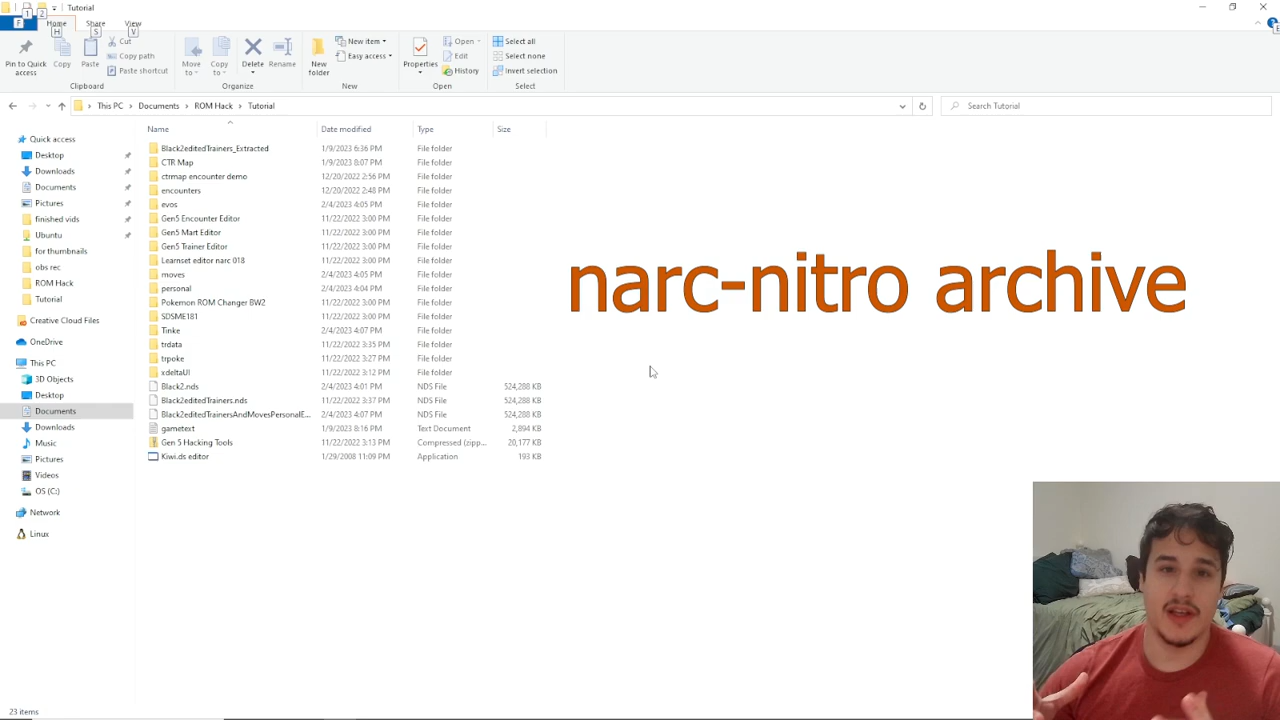 1 2 Tutorial
F Home Share View
H S V
Pin to Quick access
Copy
Paste
Cut
Copy path
Paste shortcut
Clipboard
Move to
Copy to
Delete
Rename
Organize
New folder
New item
Easy access
New
Properties
Open
Edit
History
Open
Select all
Select none
Invert selection
Select
This PC > Documents > ROM Hack > Tutorial
Search Tutorial
Quick access
Desktop
Downloads
Documents
Pictures
finished vids
Ubuntu
for thumbnails
obs rec
ROM Hack
Tutorial
Creative Cloud Files
OneDrive
This PC
3D Objects
Desktop
Documents
Downloads
Music
Pictures
Videos
OS (C:)
Network
Linux
Name Date modified Type Size
Black2editedTrainers_Extracted 1/9/2023 6:36 PM File folder
CTR Map 1/9/2023 8:07 PM File folder
ctrmap encounter demo 12/20/2022 2:56 PM File folder
encounters 12/20/2022 2:48 PM File folder
evos 2/4/2023 4:05 PM File folder
Gen5 Encounter Editor 11/22/2022 3:00 PM File folder
Gen5 Mart Editor 11/22/2022 3:00 PM File folder
Gen5 Trainer Editor 11/22/2022 3:00 PM File folder
Learnset editor narc 018 11/22/2022 3:00 PM File folder
moves 2/4/2023 4:05 PM File folder
personal 2/4/2023 4:04 PM File folder
Pokemon ROM Changer BW2 11/22/2022 3:00 PM File folder
SDSME181 11/22/2022 3:00 PM File folder
Tinke 2/4/2023 4:07 PM File folder
trdata 11/22/2022 3:35 PM File folder
trpoke 11/22/2022 3:27 PM File folder
xdeltaUI 11/22/2022 3:12 PM File folder
Black2.nds 2/4/2023 4:01 PM NDS File 524,288 KB
Black2editedTrainers.nds 11/22/2022 3:37 PM NDS File 524,288 KB
Black2editedTrainersAndMovesPersonalE... 2/4/2023 4:07 PM NDS File 524,288 KB
gametext 1/9/2023 8:16 PM Text Document 2,894 KB
Gen 5 Hacking Tools 11/22/2022 3:13 PM Compressed (zipp... 20,177 KB
Kiwi.ds editor 1/29/2008 11:09 PM Application 193 KB
narc-nitro archive
23 items